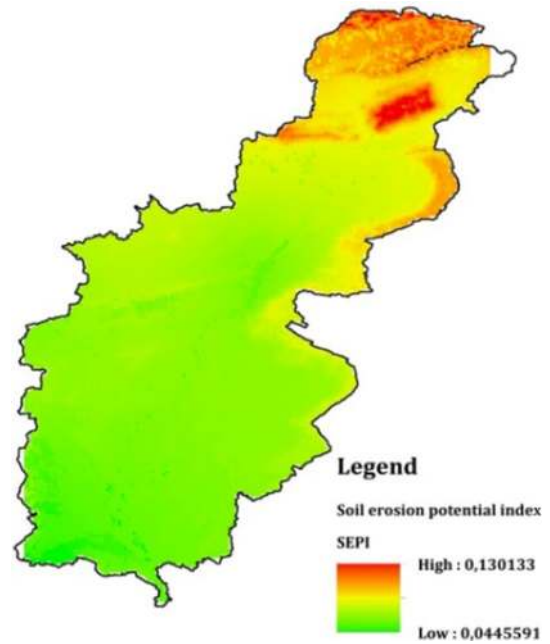 Legend
Soil erosion potential index
SEPI
High : 0,130133
Low : 0,0445591